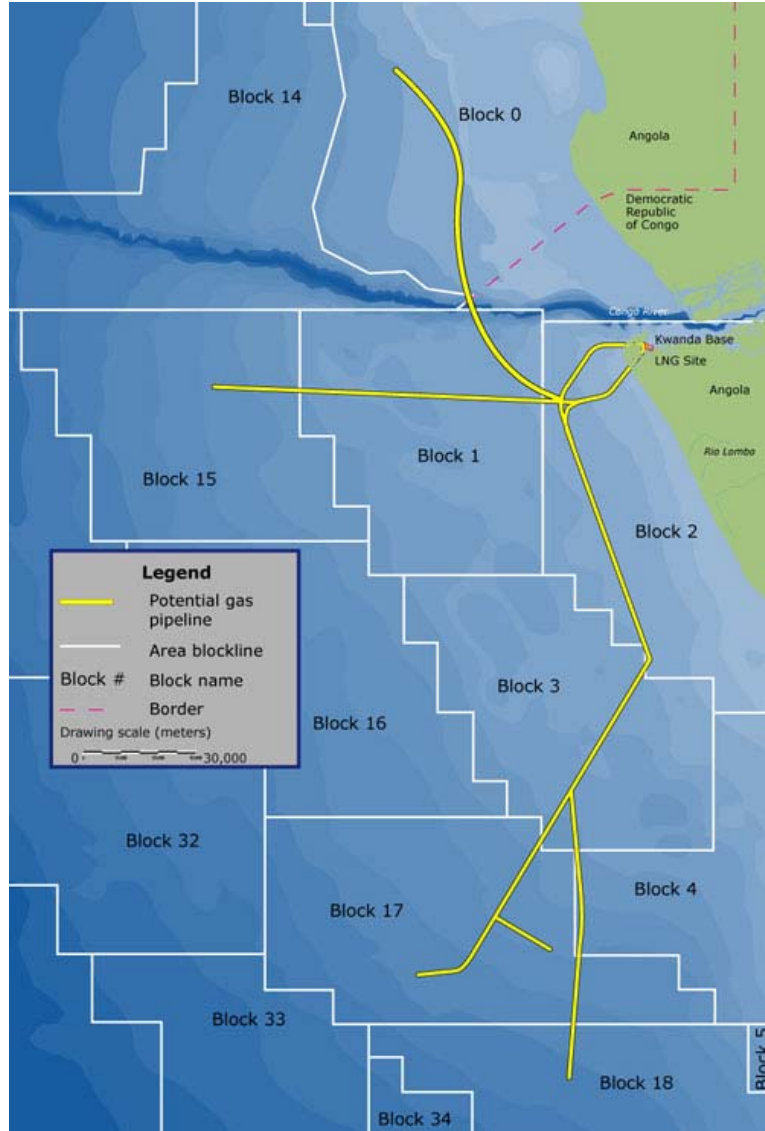 Block 14
Block 0
Angola
Democratic
Republic
of Congo
Congo River
Kwanda Base
LNG Site
Angola
Block 1
Rio Lomba
Block 15
Block 2
Legend
Potential gas
pipeline
Area blockline
Block #
Block name
Border
Drawing scale (meters)
0
30,000
Block 3
Block 16
Block 32
Block 4
Block 17
Block 33
Block 5
Block 18
Block 34